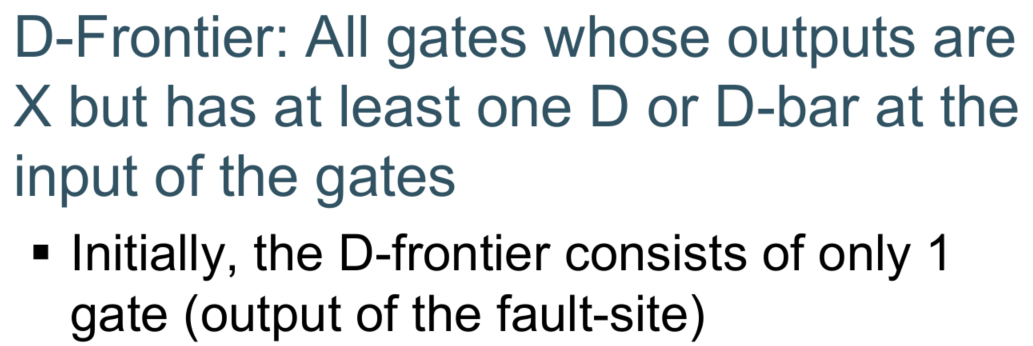 D-Frontier: All gates whose outputs are
X but has at least one D or D-bar at the
input of the gates
▪ Initially, the D-frontier consists of only 1
gate (output of the fault-site)